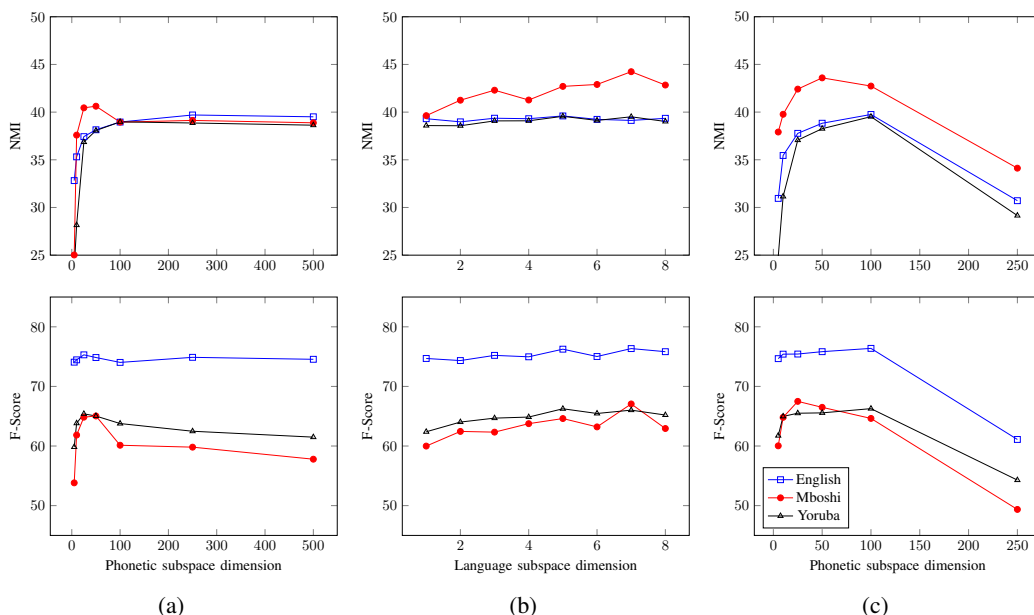 50
45
40
35
30
25
NMI
0 100 200 300 400 500
50
45
40
35
30
25
NMI
2 4 6 8
50
45
40
35
30
25
NMI
0 50 100 150 200 250
80
70
60
50
F-Score
0 100 200 300 400 500
Phonetic subspace dimension
(a)
80
70
60
50
F-Score
2 4 6 8
Language subspace dimension
(b)
80
70
60
50
F-Score
English
Mboshi
Yoruba
0 50 100 150 200 250
Phonetic subspace dimension
(c)